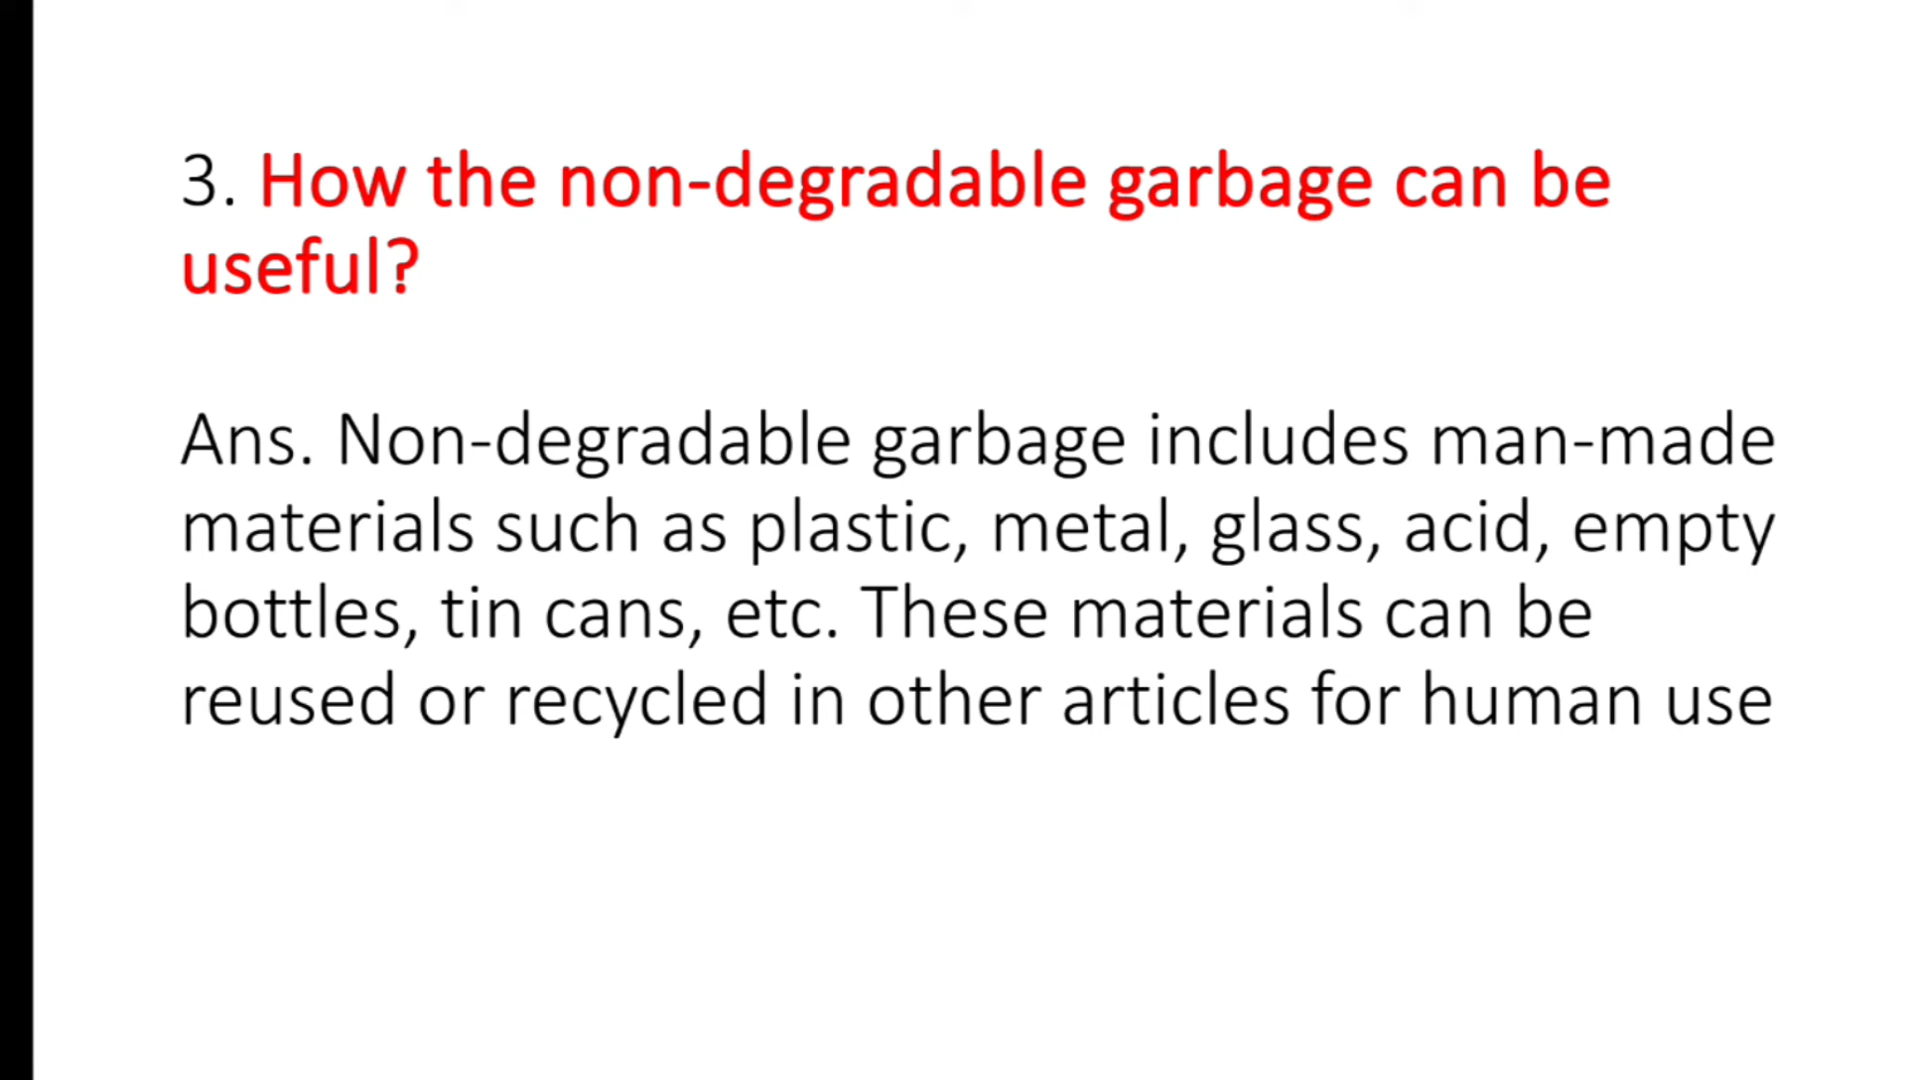 3. How the non-degradable garbage can be
useful?
Ans. Non-degradable garbage includes man-made
materials such as plastic, metal, glass, acid, empty
bottles, tin cans, etc. These materials can be
reused or recycled in other articles for human use